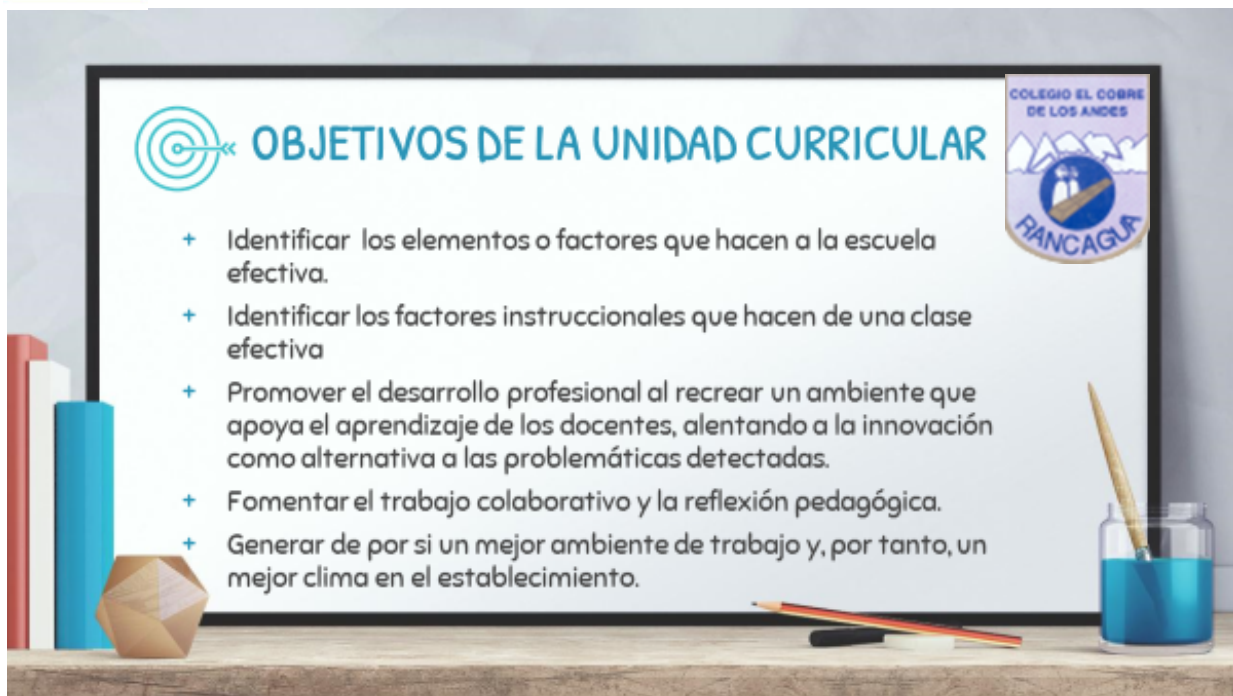 OBJETIVOS DE LA UNIDAD CURRICULAR
COLEGIO EL COBRE
DE LOS ANDES
RANCAGUA
+ Identificar los elementos o factores que hacen a la escuela
efectiva.
+ Identificar los factores instruccionales que hacen de una clase
efectiva
+ Promover el desarrollo profesional al recrear un ambiente que
apoya el aprendizaje de los docentes, alentando a la innovación
como alternativa a las problemáticas detectadas.
+ Fomentar el trabajo colaborativo y la reflexión pedagógica.
+ Generar de por si un mejor ambiente de trabajo y, por tanto, un
mejor clima en el establecimiento.